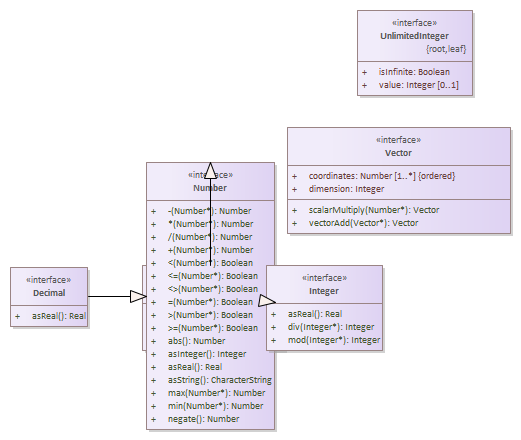 «interface»
UnlimitedInteger
{root,leaf}
+ isInfinite: Boolean
+ value: Integer [0..1]
«interface»
Vector
+ coordinates: Number [1..*] {ordered}
+ dimension: Integer
+ scalarMultiply(Number*): Vector
+ vectorAdd(Vector*): Vector
«interface»
Number
+ -(Number*): Number
+ *(Number*): Number
+ /(Number*): Number
+ +(Number*): Number
+ <(Number*): Boolean
+ <=(Number*): Boolean
+ <>(Number*): Boolean
+ =(Number*): Boolean
+ >(Number*): Boolean
+ >=(Number*): Boolean
+ abs(): Number
+ asInteger(): Integer
+ asReal(): Real
+ asString(): CharacterString
+ max(Number*): Number
+ min(Number*): Number
+ negate(): Number
«interface»
Decimal
+ asReal(): Real
«interface»
Integer
+ asReal(): Real
+ div(Integer*): Integer
+ mod(Integer*): Integer